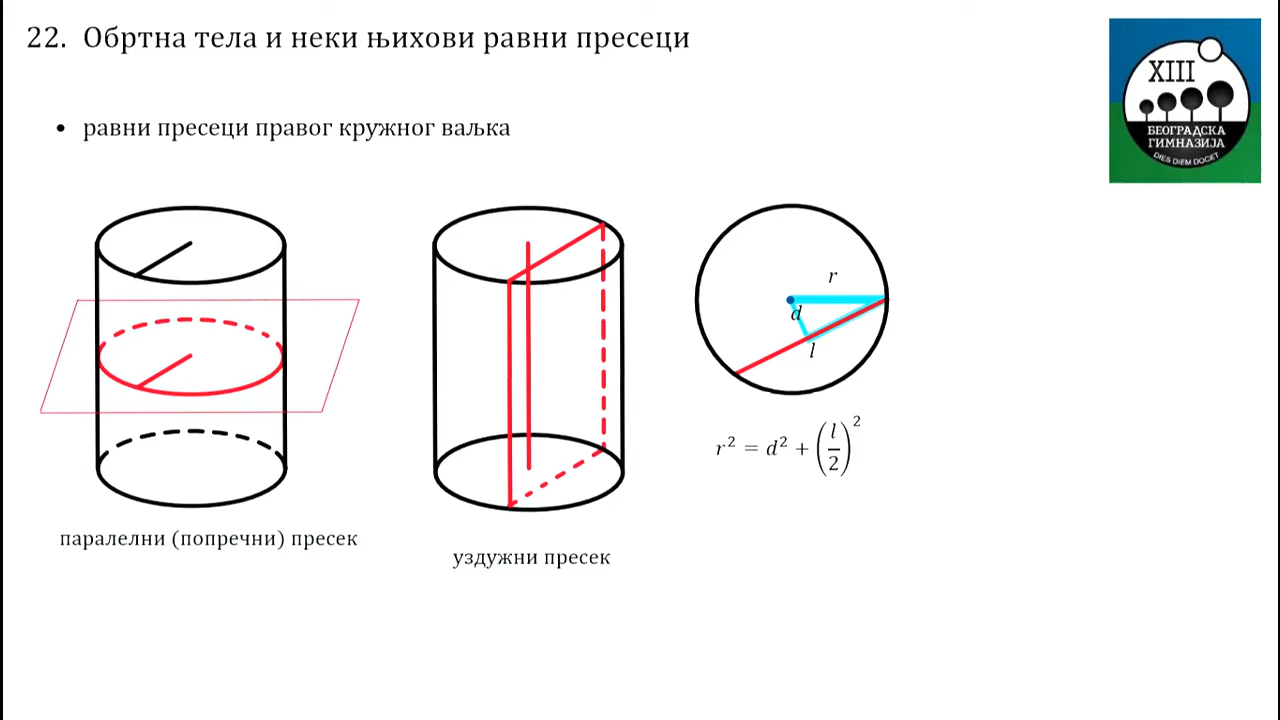 22. Обртна тела и неки њихови равни пресеци
XIII
БЕОГРАДСКА
ГИМНАЗИЈА
DIES DIEM DOCET
• равни пресеци правог кружног ваљка
r
d
l
r² = d² + (l/2)²
паралелни (попречни) пресек
уздужни пресек